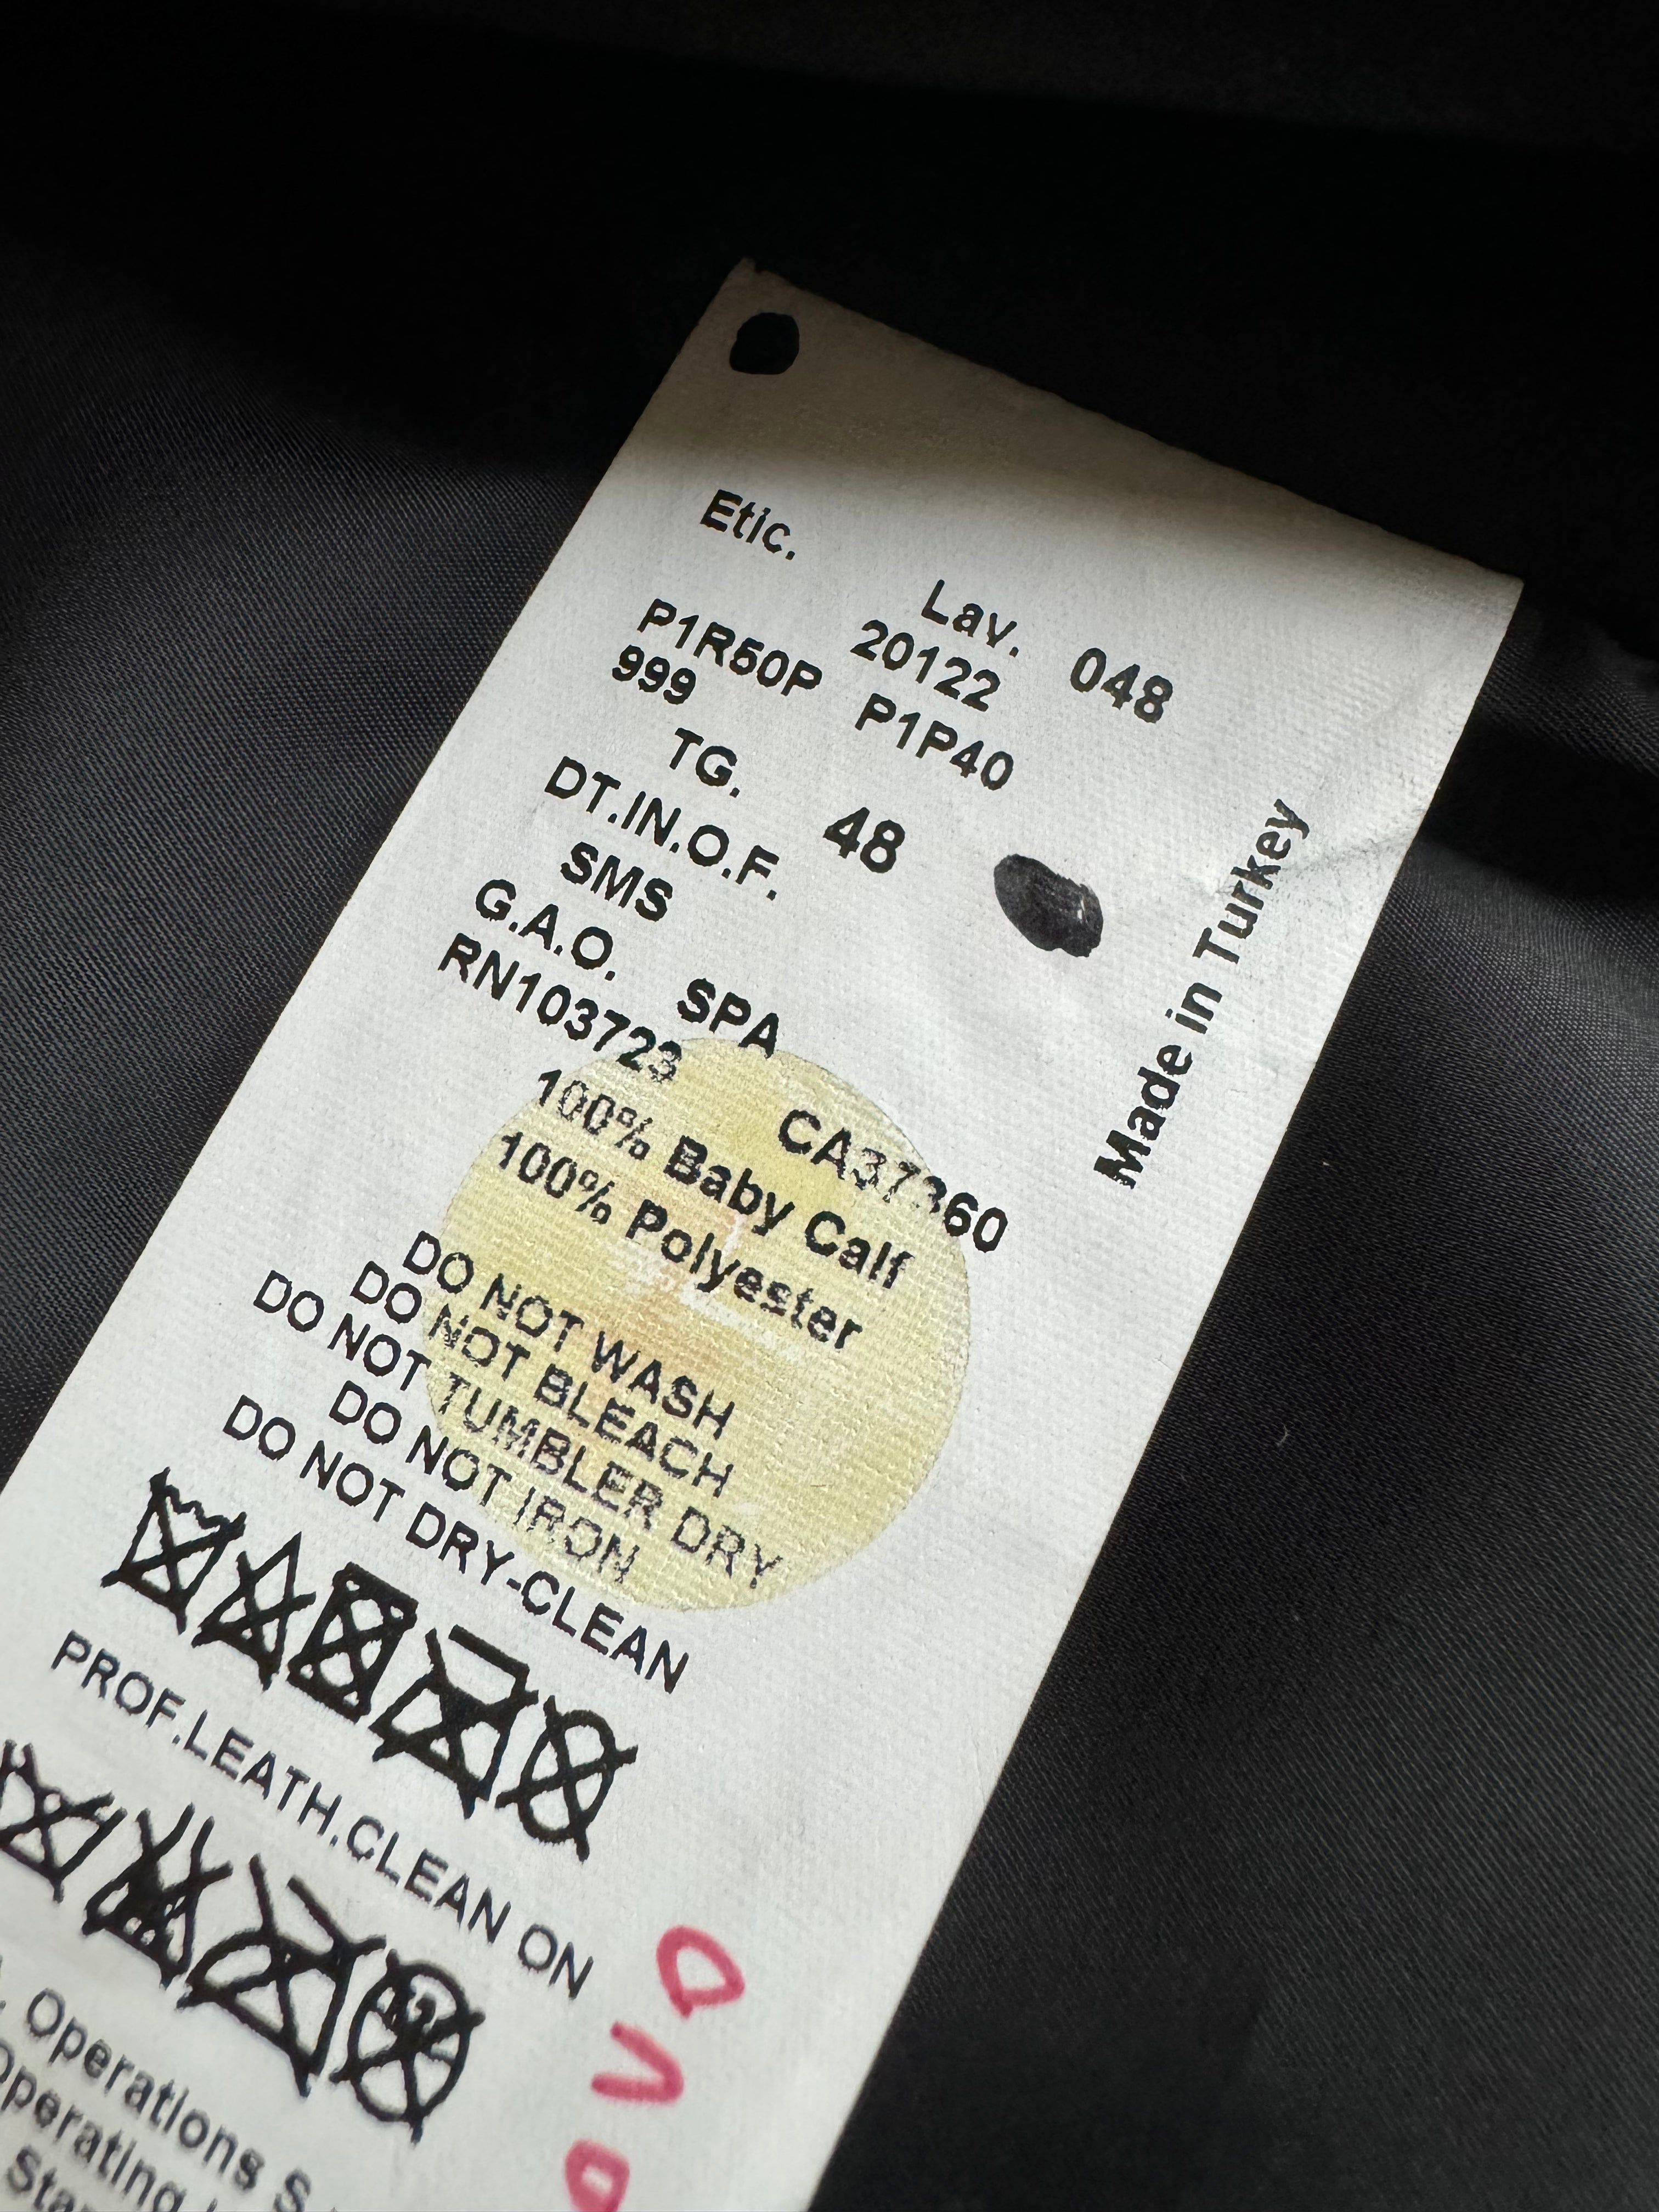 Etic.
Lav. 048
20122
P1R50P P1P40
999
TG. 48
DT.IN.O.F.
SMS
G.A.O. SPA
RN103723 CA37360
100% Baby Calf
100% Polyester
DO NOT WASH
DO NOT BLEACH
DO NOT TUMBLER DRY
DO NOT IRON
DO NOT DRY-CLEAN
PROF.LEATH.CLEAN ON
Operations S
Operating
Made in Turkey